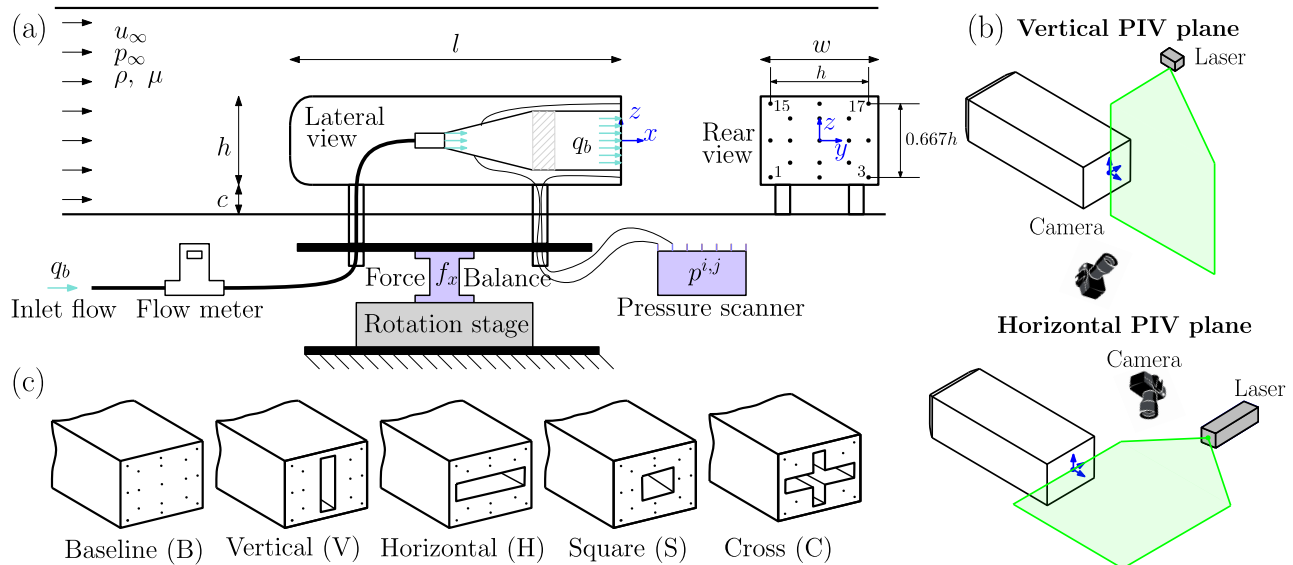 (a)
u∞
p∞
ρ, μ
l
w
h
Lateral
view
h
c
q_b
z
x
Rear
view
15
17
z
y
1
3
0.667h
q_b
Inlet flow
Flow meter
Force
f_x
Balance
Rotation stage
p^{i,j}
Pressure scanner
(b)
Vertical PIV plane
Laser
Camera
Horizontal PIV plane
Camera
Laser
(c)
Baseline (B)
Vertical (V)
Horizontal (H)
Square (S)
Cross (C)